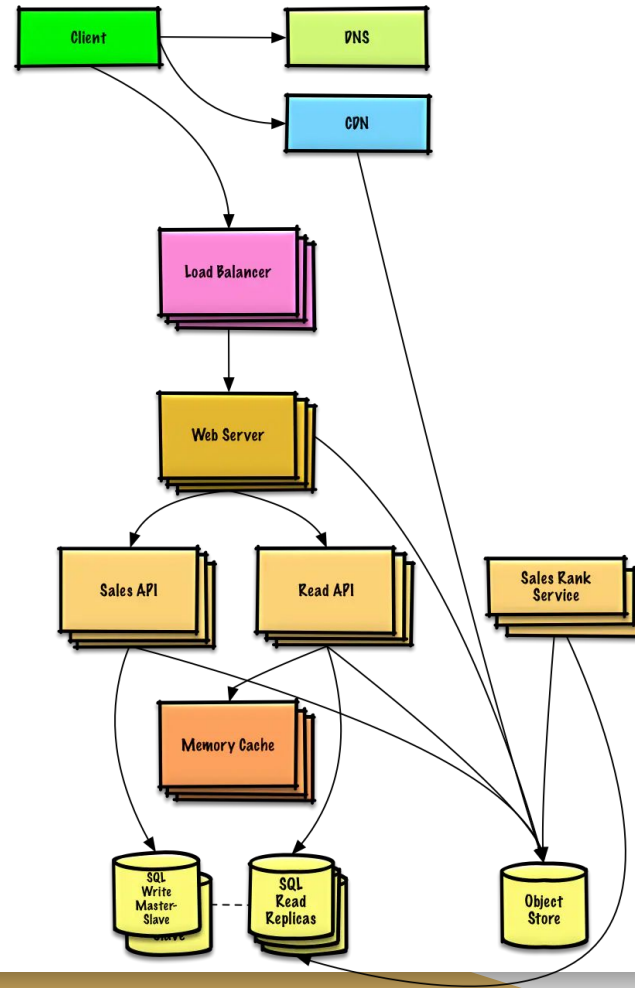 Client
DNS
CDN
Load Balancer
Web Server
Sales API
Read API
Sales Rank
Service
Memory Cache
SQL
Write
Master-
Slave
Slave
SQL
Read
Replicas
Object
Store